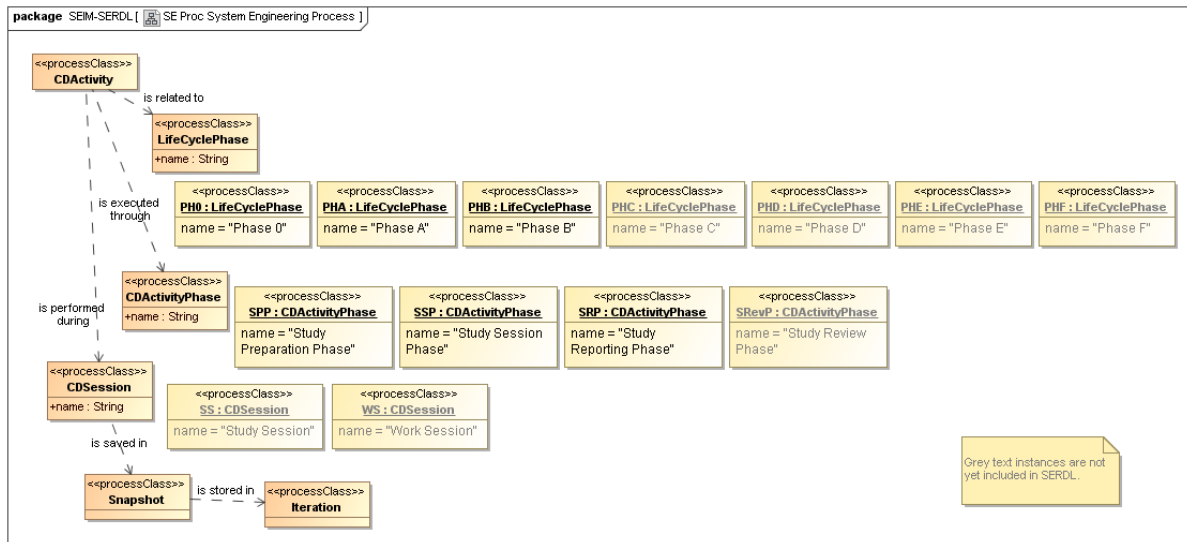 package SEIM-SERDL [ SE Proc System Engineering Process ]
<<processClass>>
CDActivity
is related to
<<processClass>>
LifeCyclePhase
+name : String
is executed
through
<<processClass>>
PH0 : LifeCyclePhase
name = "Phase 0"
<<processClass>>
PHA : LifeCyclePhase
name = "Phase A"
<<processClass>>
PHB : LifeCyclePhase
name = "Phase B"
<<processClass>>
PHC : LifeCyclePhase
name = "Phase C"
<<processClass>>
PHD : LifeCyclePhase
name = "Phase D"
<<processClass>>
PHE : LifeCyclePhase
name = "Phase E"
<<processClass>>
PHF : LifeCyclePhase
name = "Phase F"
<<processClass>>
CDActivityPhase
+name : String
<<processClass>>
SPP : CDActivityPhase
name = "Study
Preparation Phase"
<<processClass>>
SSP : CDActivityPhase
name = "Study Session
Phase"
<<processClass>>
SRP : CDActivityPhase
name = "Study
Reporting Phase"
<<processClass>>
SRevP : CDActivityPhase
name = "Study Review
Phase"
is performed
during
<<processClass>>
CDSession
+name : String
<<processClass>>
SS : CDSession
name = "Study Session"
<<processClass>>
WS : CDSession
name = "Work Session"
is saved in
<<processClass>>
Snapshot
is stored in
<<processClass>>
Iteration
Grey text instances are not
yet included in SERDL.